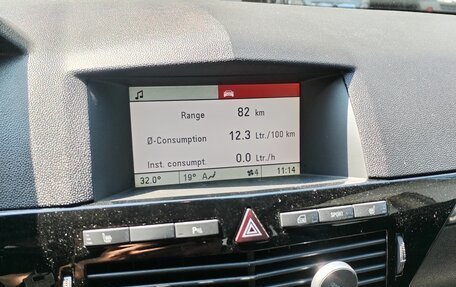 Range 82 km
Ø-Consumption 12.3 Ltr./100 km
Inst. consumpt. 0.0 Ltr./h
32.0° 19° A 4 11:14
SPORT